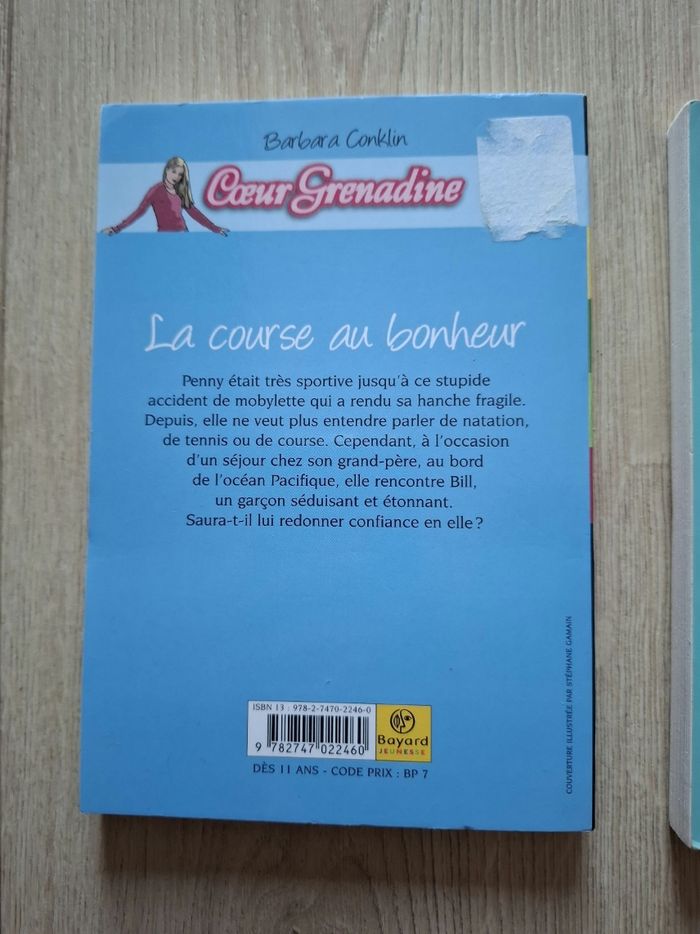 Barbara Conklin
Cœur Grenadine
La course au bonheur
Penny était très sportive jusqu'à ce stupide
accident de mobylette qui a rendu sa hanche fragile.
Depuis, elle ne veut plus entendre parler de natation,
de tennis ou de course. Cependant, à l'occasion
d'un séjour chez son grand-père, au bord
de l'océan Pacifique, elle rencontre Bill,
un garçon séduisant et étonnant.
Saura-t-il lui redonner confiance en elle ?
COUVERTURE ILLUSTRÉE PAR STÉPHANE GAMAIN
ISBN 13 : 978-2-7470-2246-0
9 782747 022460
Bayard
JEUNESSE
DÈS 11 ANS - CODE PRIX : BP 7